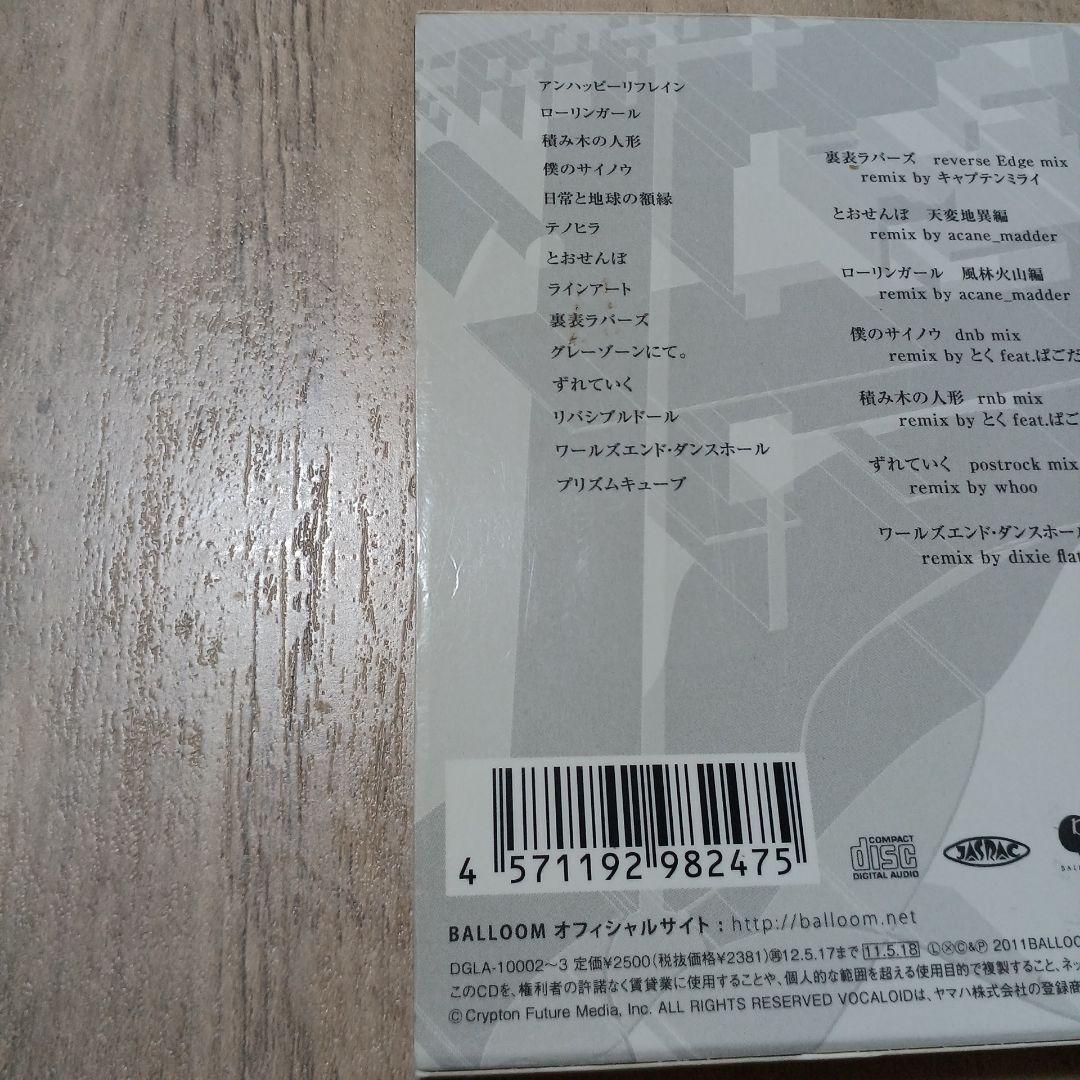 アンハッピーリフレイン
ローリンガール
積み木の人形
僕のサイノウ
日常と地球の額縁
テノヒラ
とおせんぼ
ラインアート
裏表ラバーズ
グレーゾーンにて。
ずれていく
リバシブルドール
ワールズエンド・ダンスホール
プリズムキューブ
裏表ラバーズ reverse Edge mix
remix by キャプテンミライ
とおせんぼ 天変地異編
remix by acane_madder
ローリンガール 風林火山編
remix by acane_madder
僕のサイノウ dnb mix
remix by とく feat.ぱごだ
積み木の人形 rnb mix
remix by とく feat.ぱご
ずれていく postrock mix
remix by whoo
ワールズエンド・ダンスホー
remix by dixie flat
4 571192 982475
COMPACT
disc
DIGITAL AUDIO
JASRAC
BALLOOM オフィシャルサイト : http://balloom.net
DGLA-10002～3 定価¥2500(税抜価格¥2381)再12.5.17まで 11.5.18 Ⓛ⊗©&Ⓟ 2011BALLOO
このCDを、権利者の許諾なく賃貸業に使用することや、個人的な範囲を超える使用目的で複製すること、ネッ
©Crypton Future Media, Inc. ALL RIGHTS RESERVED VOCALOIDは、ヤマハ株式会社の登録商